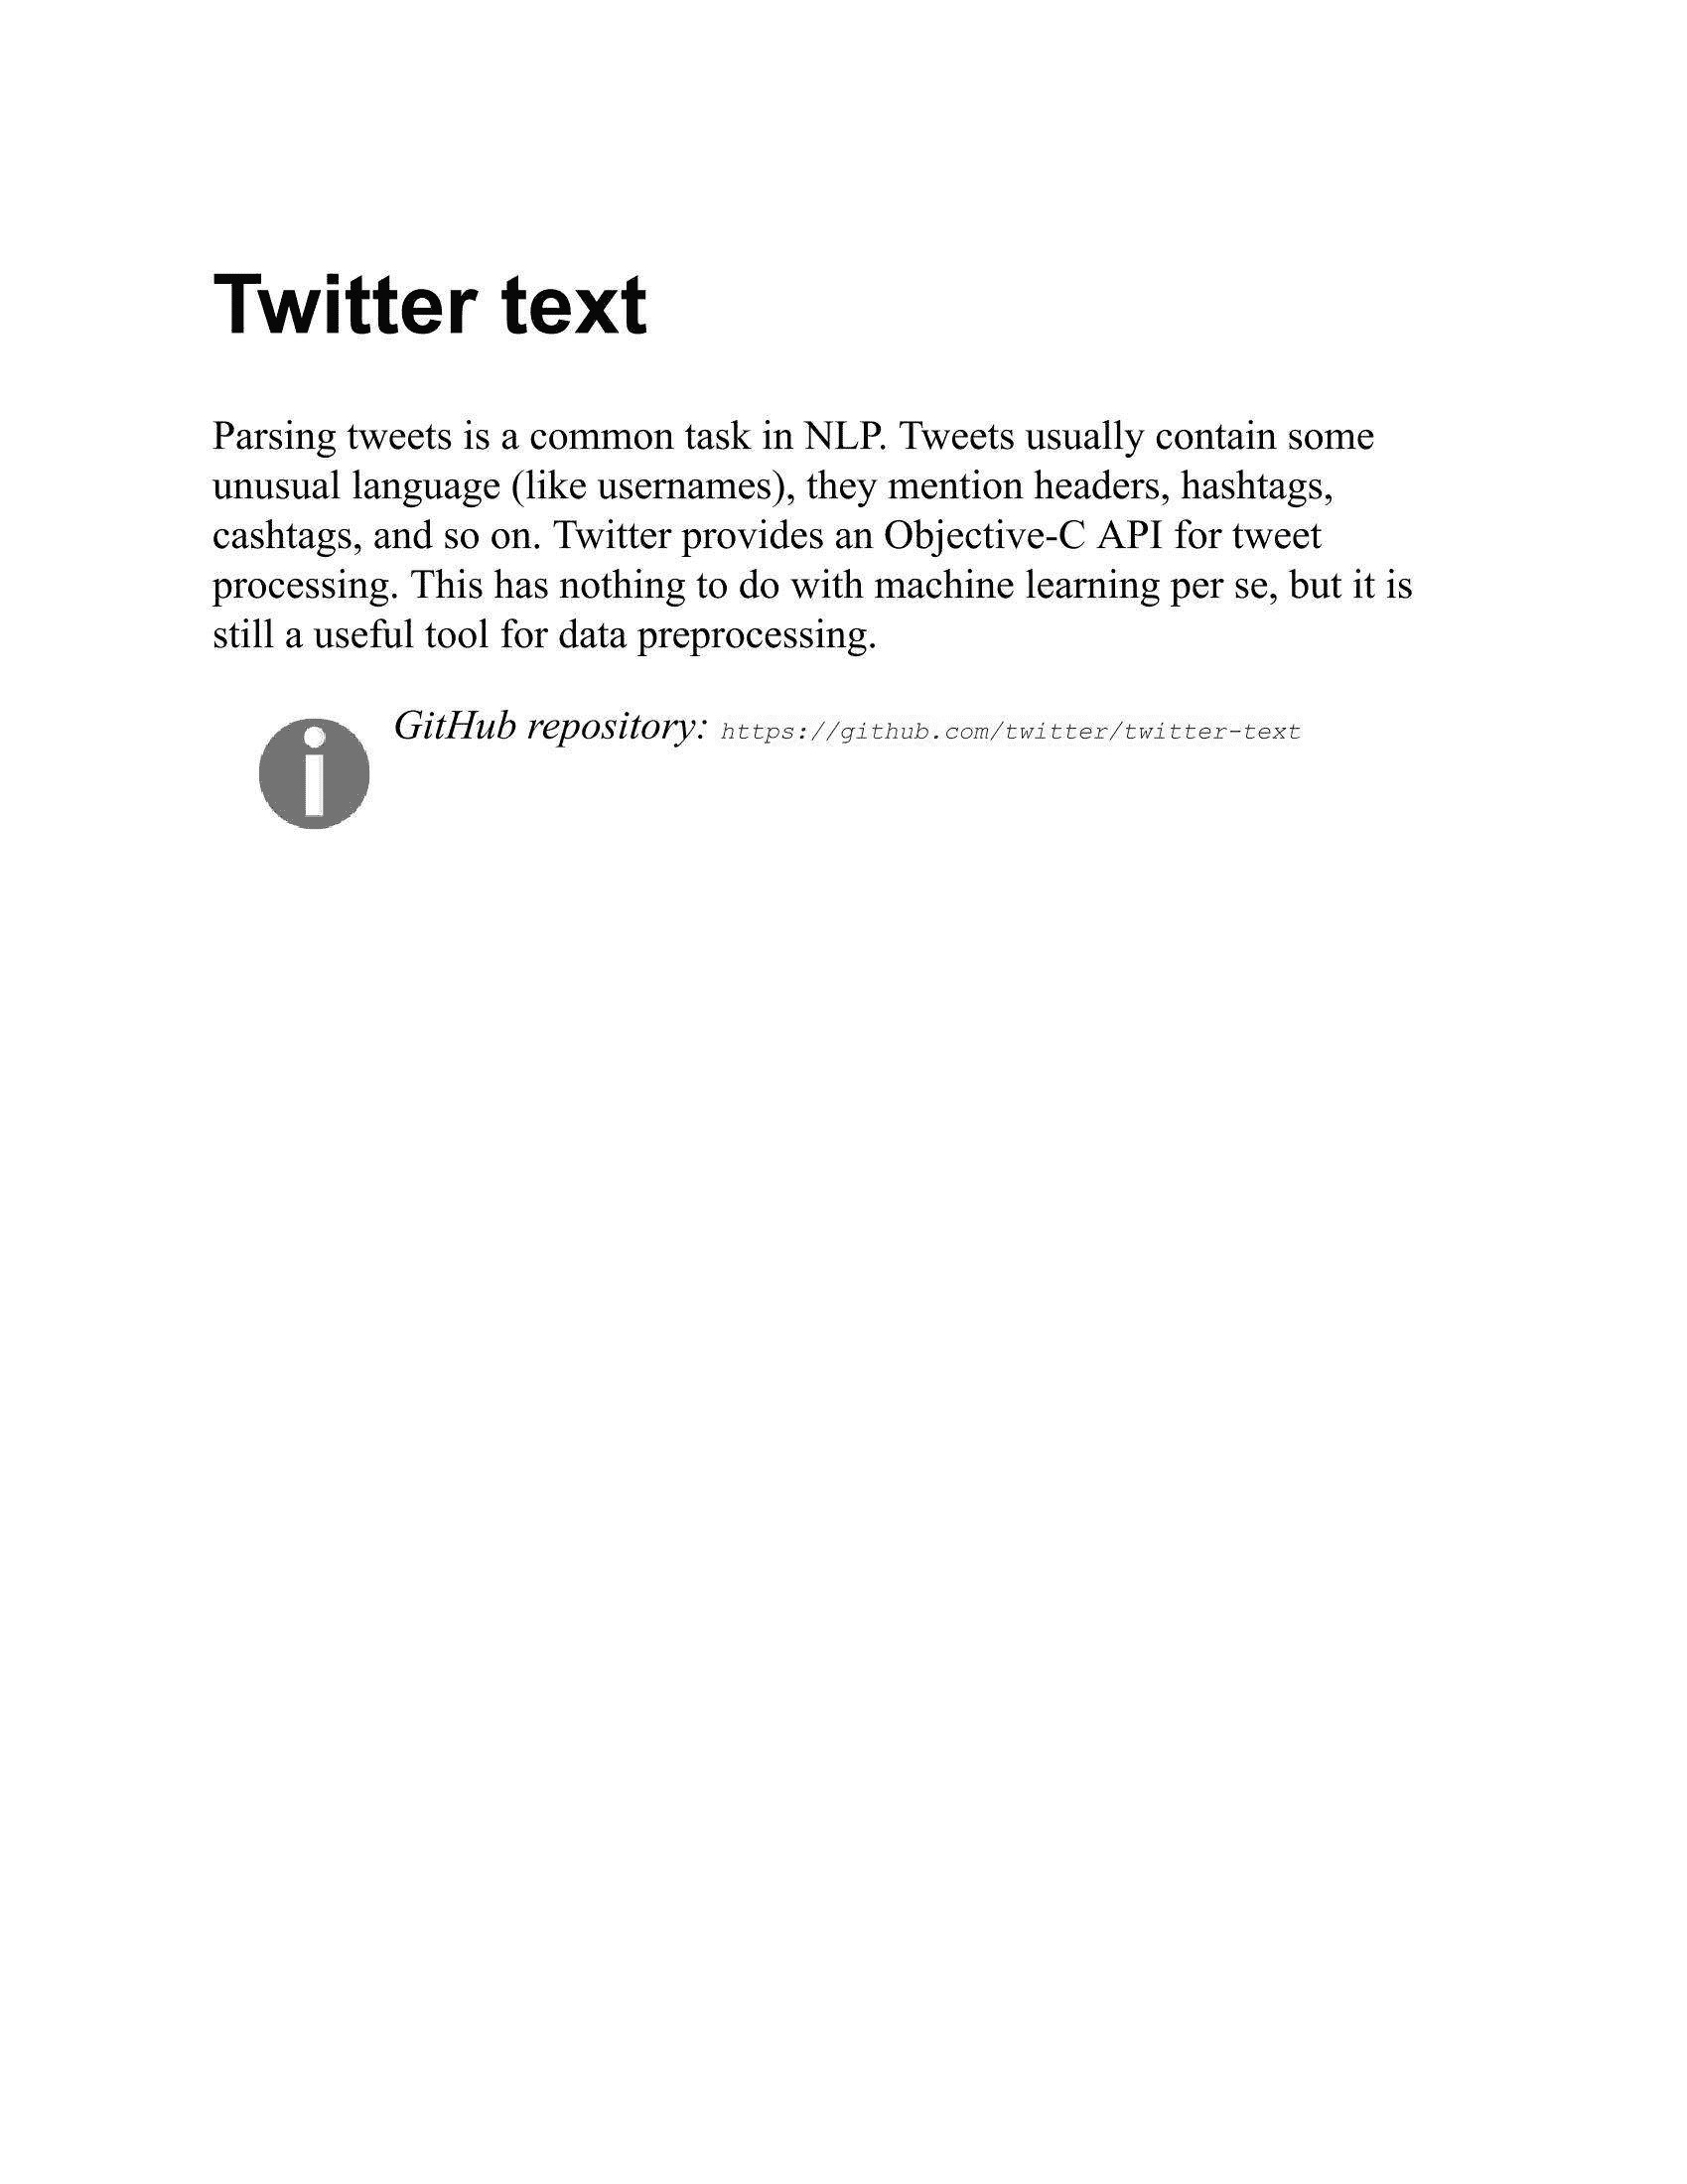 Twitter text
Parsing tweets is a common task in NLP. Tweets usually contain some
unusual language (like usernames), they mention headers, hashtags,
cashtags, and so on. Twitter provides an Objective-C API for tweet
processing. This has nothing to do with machine learning per se, but it is
still a useful tool for data preprocessing.
GitHub repository: https://github.com/twitter/twitter-text